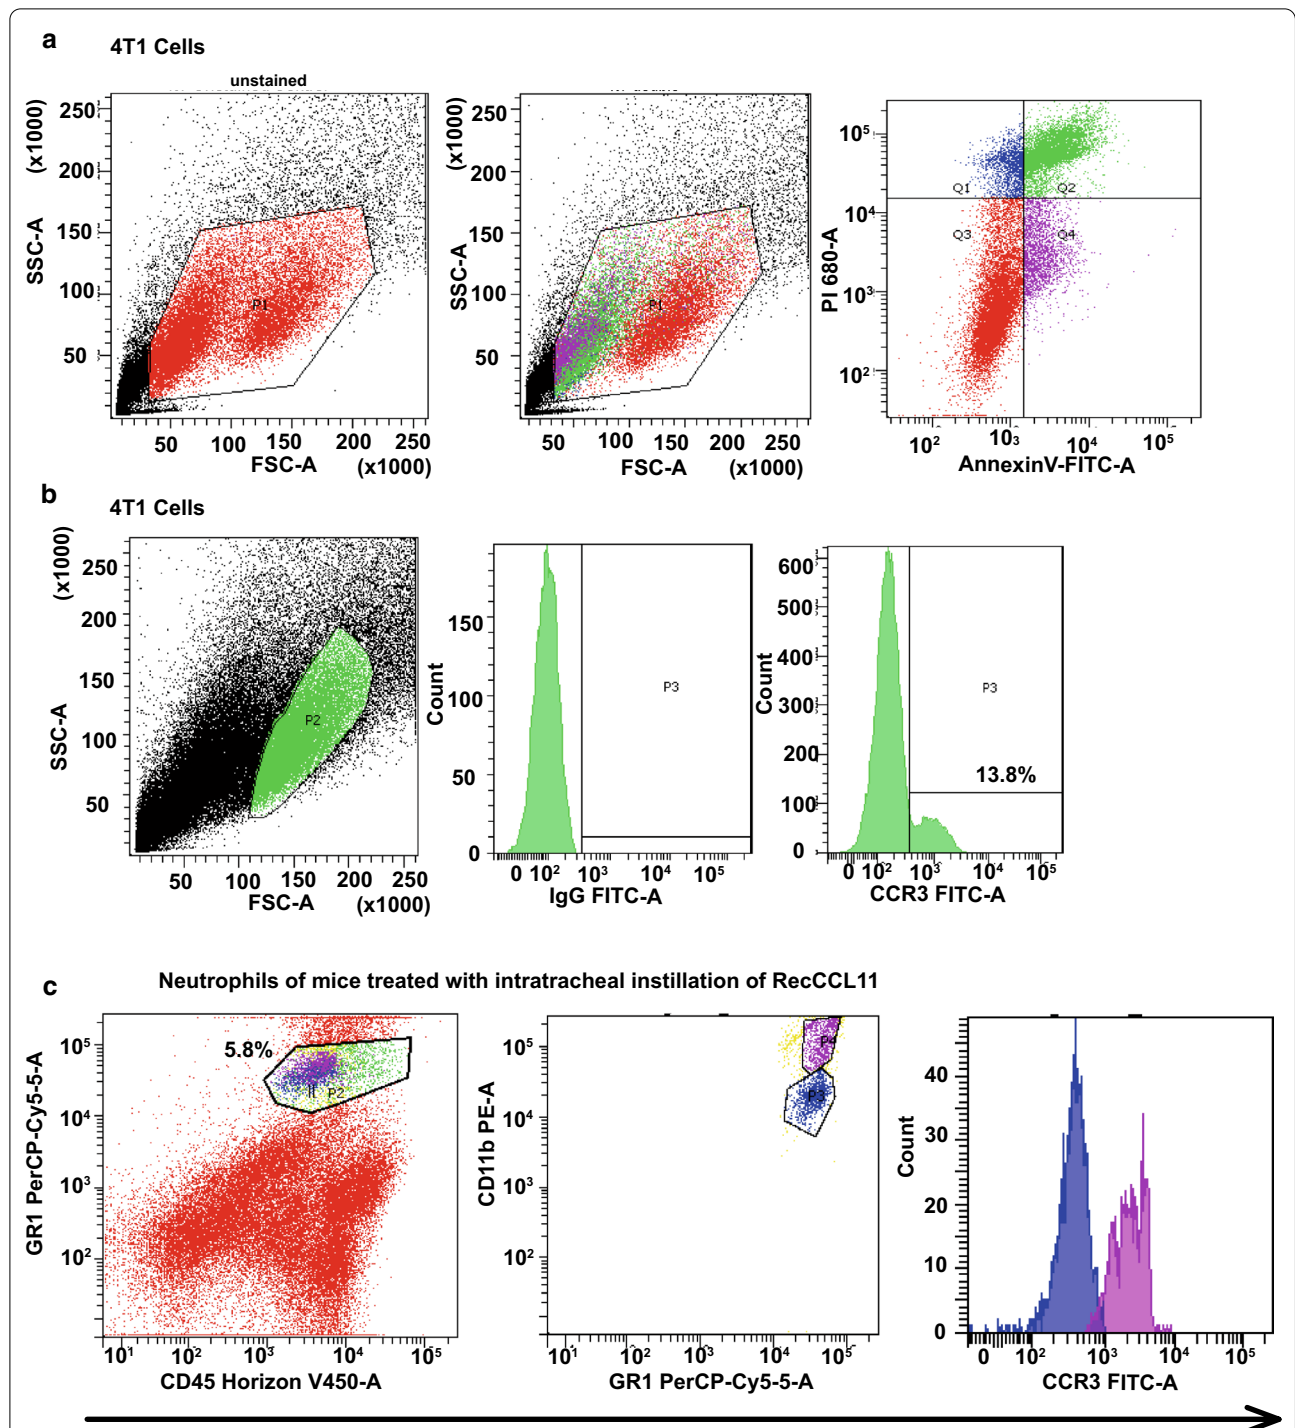 a
4T1 Cells
unstained
SSC-A (x1000)
250
200
150
100
50
P1
50 100 150 200 250
FSC-A (x1000)
SSC-A (x1000)
250
200
150
100
50
P1
50 100 150 200 250
FSC-A (x1000)
PI 680-A
10⁵
10⁴
10³
10²
Q1 Q2
Q3 Q4
10² 10³ 10⁴ 10⁵
AnnexinV-FITC-A
b
4T1 Cells
SSC-A (x1000)
250
200
150
100
50
P2
50 100 150 200 250
FSC-A (x1000)
Count
150
100
50
0
P3
0 10² 10³ 10⁴ 10⁵
IgG FITC-A
Count
600
500
400
300
200
100
0
P3
13.8%
0 10² 10³ 10⁴ 10⁵
CCR3 FITC-A
c
Neutrophils of mice treated with intratracheal instillation of RecCCL11
GR1 PerCP-Cy5-5-A
10⁵
10⁴
10³
10²
5.8%
P2
10¹ 10² 10³ 10⁴ 10⁵
CD45 Horizon V450-A
CD11b PE-A
10⁵
10⁴
10³
10²
P4
P3
10¹ 10² 10³ 10⁴ 10⁵
GR1 PerCP-Cy5-5-A
Count
40
30
20
10
0
0 10² 10³ 10⁴ 10⁵
CCR3 FITC-A